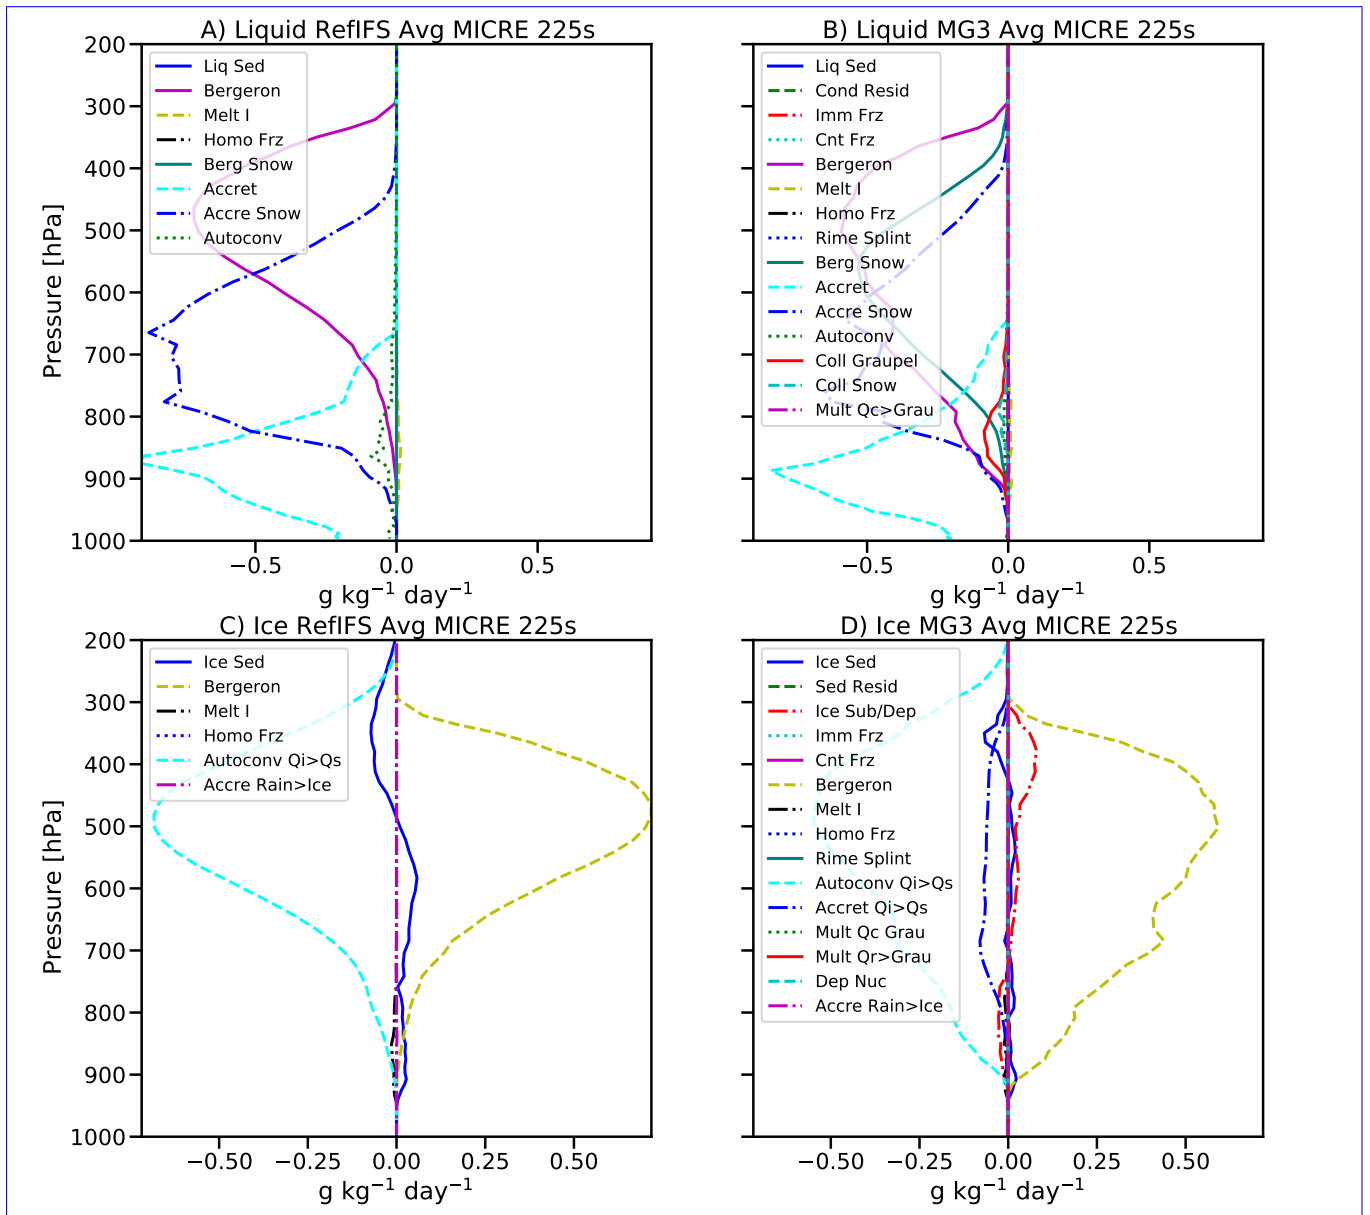 A) Liquid RefIFS Avg MICRE 225s
200
300
400
500
600
700
800
900
1000
Pressure [hPa]
Liq Sed
Bergeron
Melt I
Homo Frz
Berg Snow
Accret
Accre Snow
Autoconv
−0.5
0.0
0.5
g kg⁻¹ day⁻¹
B) Liquid MG3 Avg MICRE 225s
Liq Sed
Cond Resid
Imm Frz
Cnt Frz
Bergeron
Melt I
Homo Frz
Rime Splint
Berg Snow
Accret
Accre Snow
Autoconv
Coll Graupel
Coll Snow
Mult Qc>Grau
−0.5
0.0
0.5
g kg⁻¹ day⁻¹
C) Ice RefIFS Avg MICRE 225s
200
300
400
500
600
700
800
900
1000
Pressure [hPa]
Ice Sed
Bergeron
Melt I
Homo Frz
Autoconv Qi>Qs
Accre Rain>Ice
−0.50
−0.25
0.00
0.25
0.50
g kg⁻¹ day⁻¹
D) Ice MG3 Avg MICRE 225s
Ice Sed
Sed Resid
Ice Sub/Dep
Imm Frz
Cnt Frz
Bergeron
Melt I
Homo Frz
Rime Splint
Autoconv Qi>Qs
Accret Qi>Qs
Mult Qc Grau
Mult Qr>Grau
Dep Nuc
Accre Rain>Ice
−0.50
−0.25
0.00
0.25
0.50
g kg⁻¹ day⁻¹